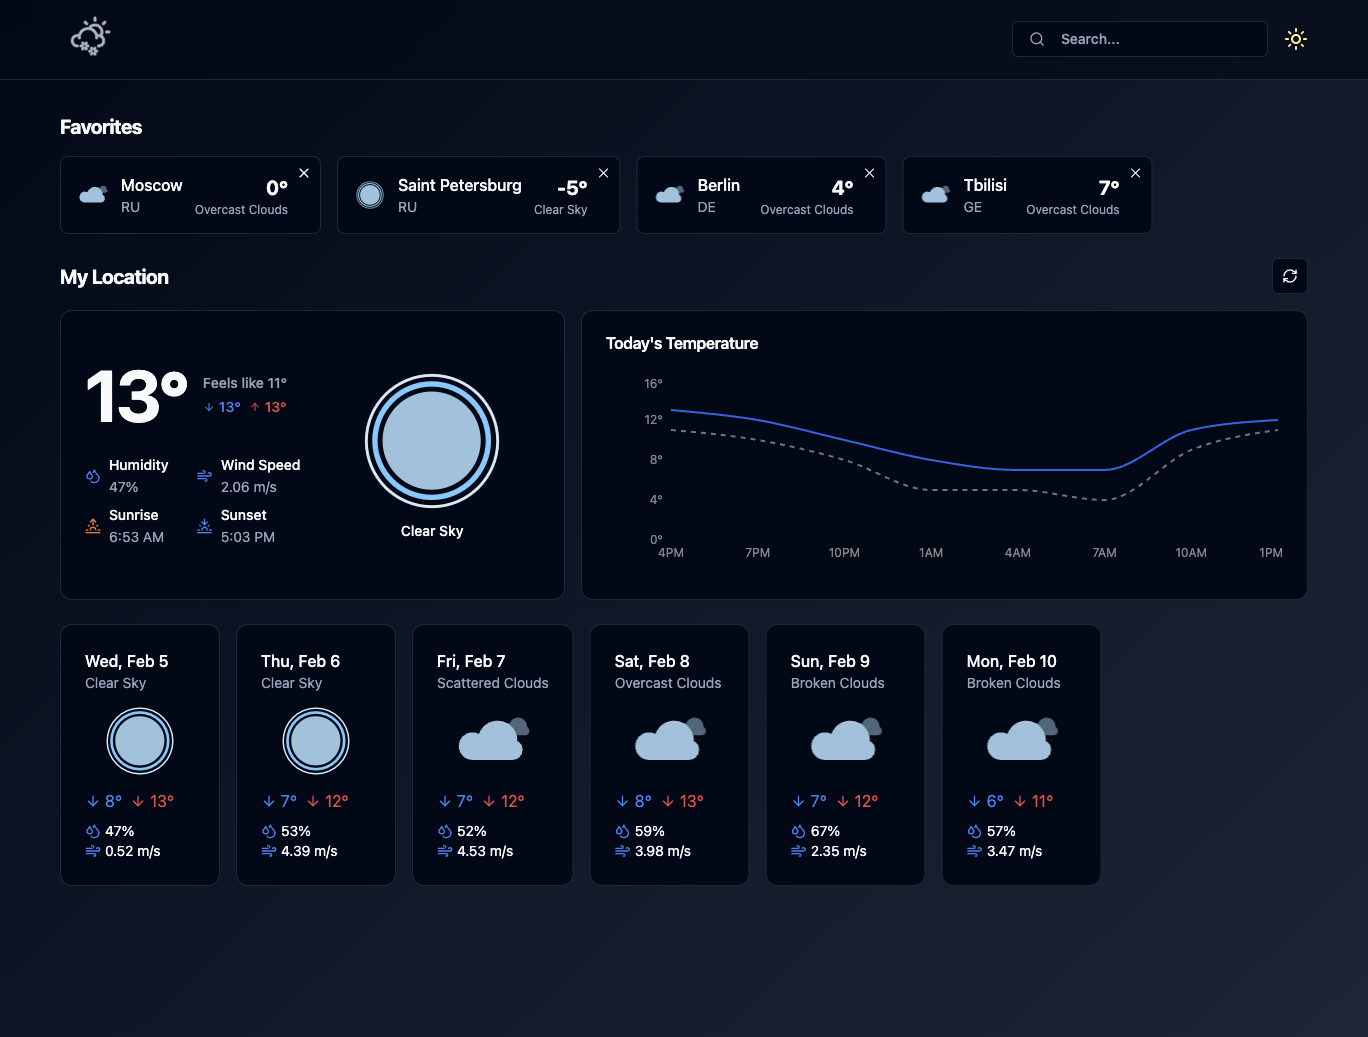 Search...
Favorites
Moscow
RU
0°
Overcast Clouds
Saint Petersburg
RU
-5°
Clear Sky
Berlin
DE
4°
Overcast Clouds
Tbilisi
GE
7°
Overcast Clouds
My Location
13°
Feels like 11°
↓ 13° ↑ 13°
Humidity
47%
Wind Speed
2.06 m/s
Sunrise
6:53 AM
Sunset
5:03 PM
Clear Sky
Today's Temperature
16°
12°
8°
4°
0°
4PM 7PM 10PM 1AM 4AM 7AM 10AM 1PM
Wed, Feb 5
Clear Sky
↓ 8° ↓ 13°
47%
0.52 m/s
Thu, Feb 6
Clear Sky
↓ 7° ↓ 12°
53%
4.39 m/s
Fri, Feb 7
Scattered Clouds
↓ 7° ↓ 12°
52%
4.53 m/s
Sat, Feb 8
Overcast Clouds
↓ 8° ↓ 13°
59%
3.98 m/s
Sun, Feb 9
Broken Clouds
↓ 7° ↓ 12°
67%
2.35 m/s
Mon, Feb 10
Broken Clouds
↓ 6° ↓ 11°
57%
3.47 m/s